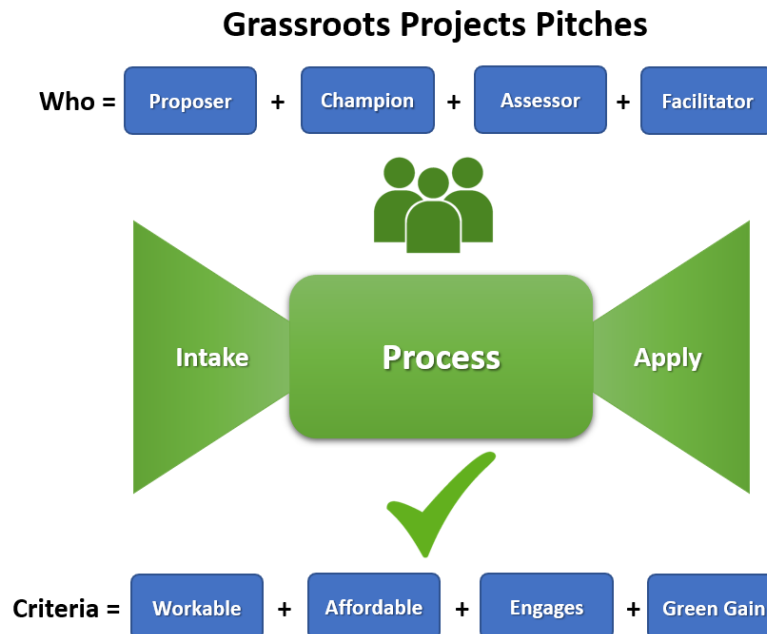 Grassroots Projects Pitches
Who = Proposer + Champion + Assessor + Facilitator
Intake Process Apply
Criteria = Workable + Affordable + Engages + Green Gain